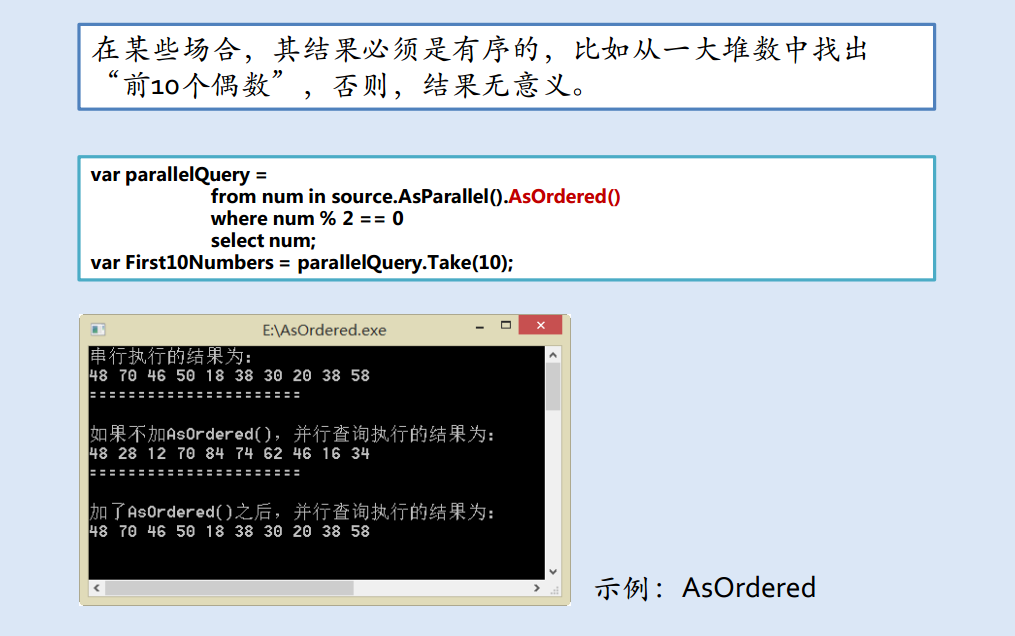 在某些场合，其结果必须是有序的，比如从一大堆数中找出
“前10个偶数”，否则，结果无意义。
var parallelQuery =
from num in source.AsParallel().AsOrdered()
where num % 2 == 0
select num;
var First10Numbers = parallelQuery.Take(10);
E:\AsOrdered.exe
串行执行的结果为：
48 70 46 50 18 38 30 20 38 58
======================
如果不加AsOrdered()，并行查询执行的结果为：
48 28 12 70 84 74 62 46 16 34
======================
加了AsOrdered()之后，并行查询执行的结果为：
48 70 46 50 18 38 30 20 38 58
示例：AsOrdered